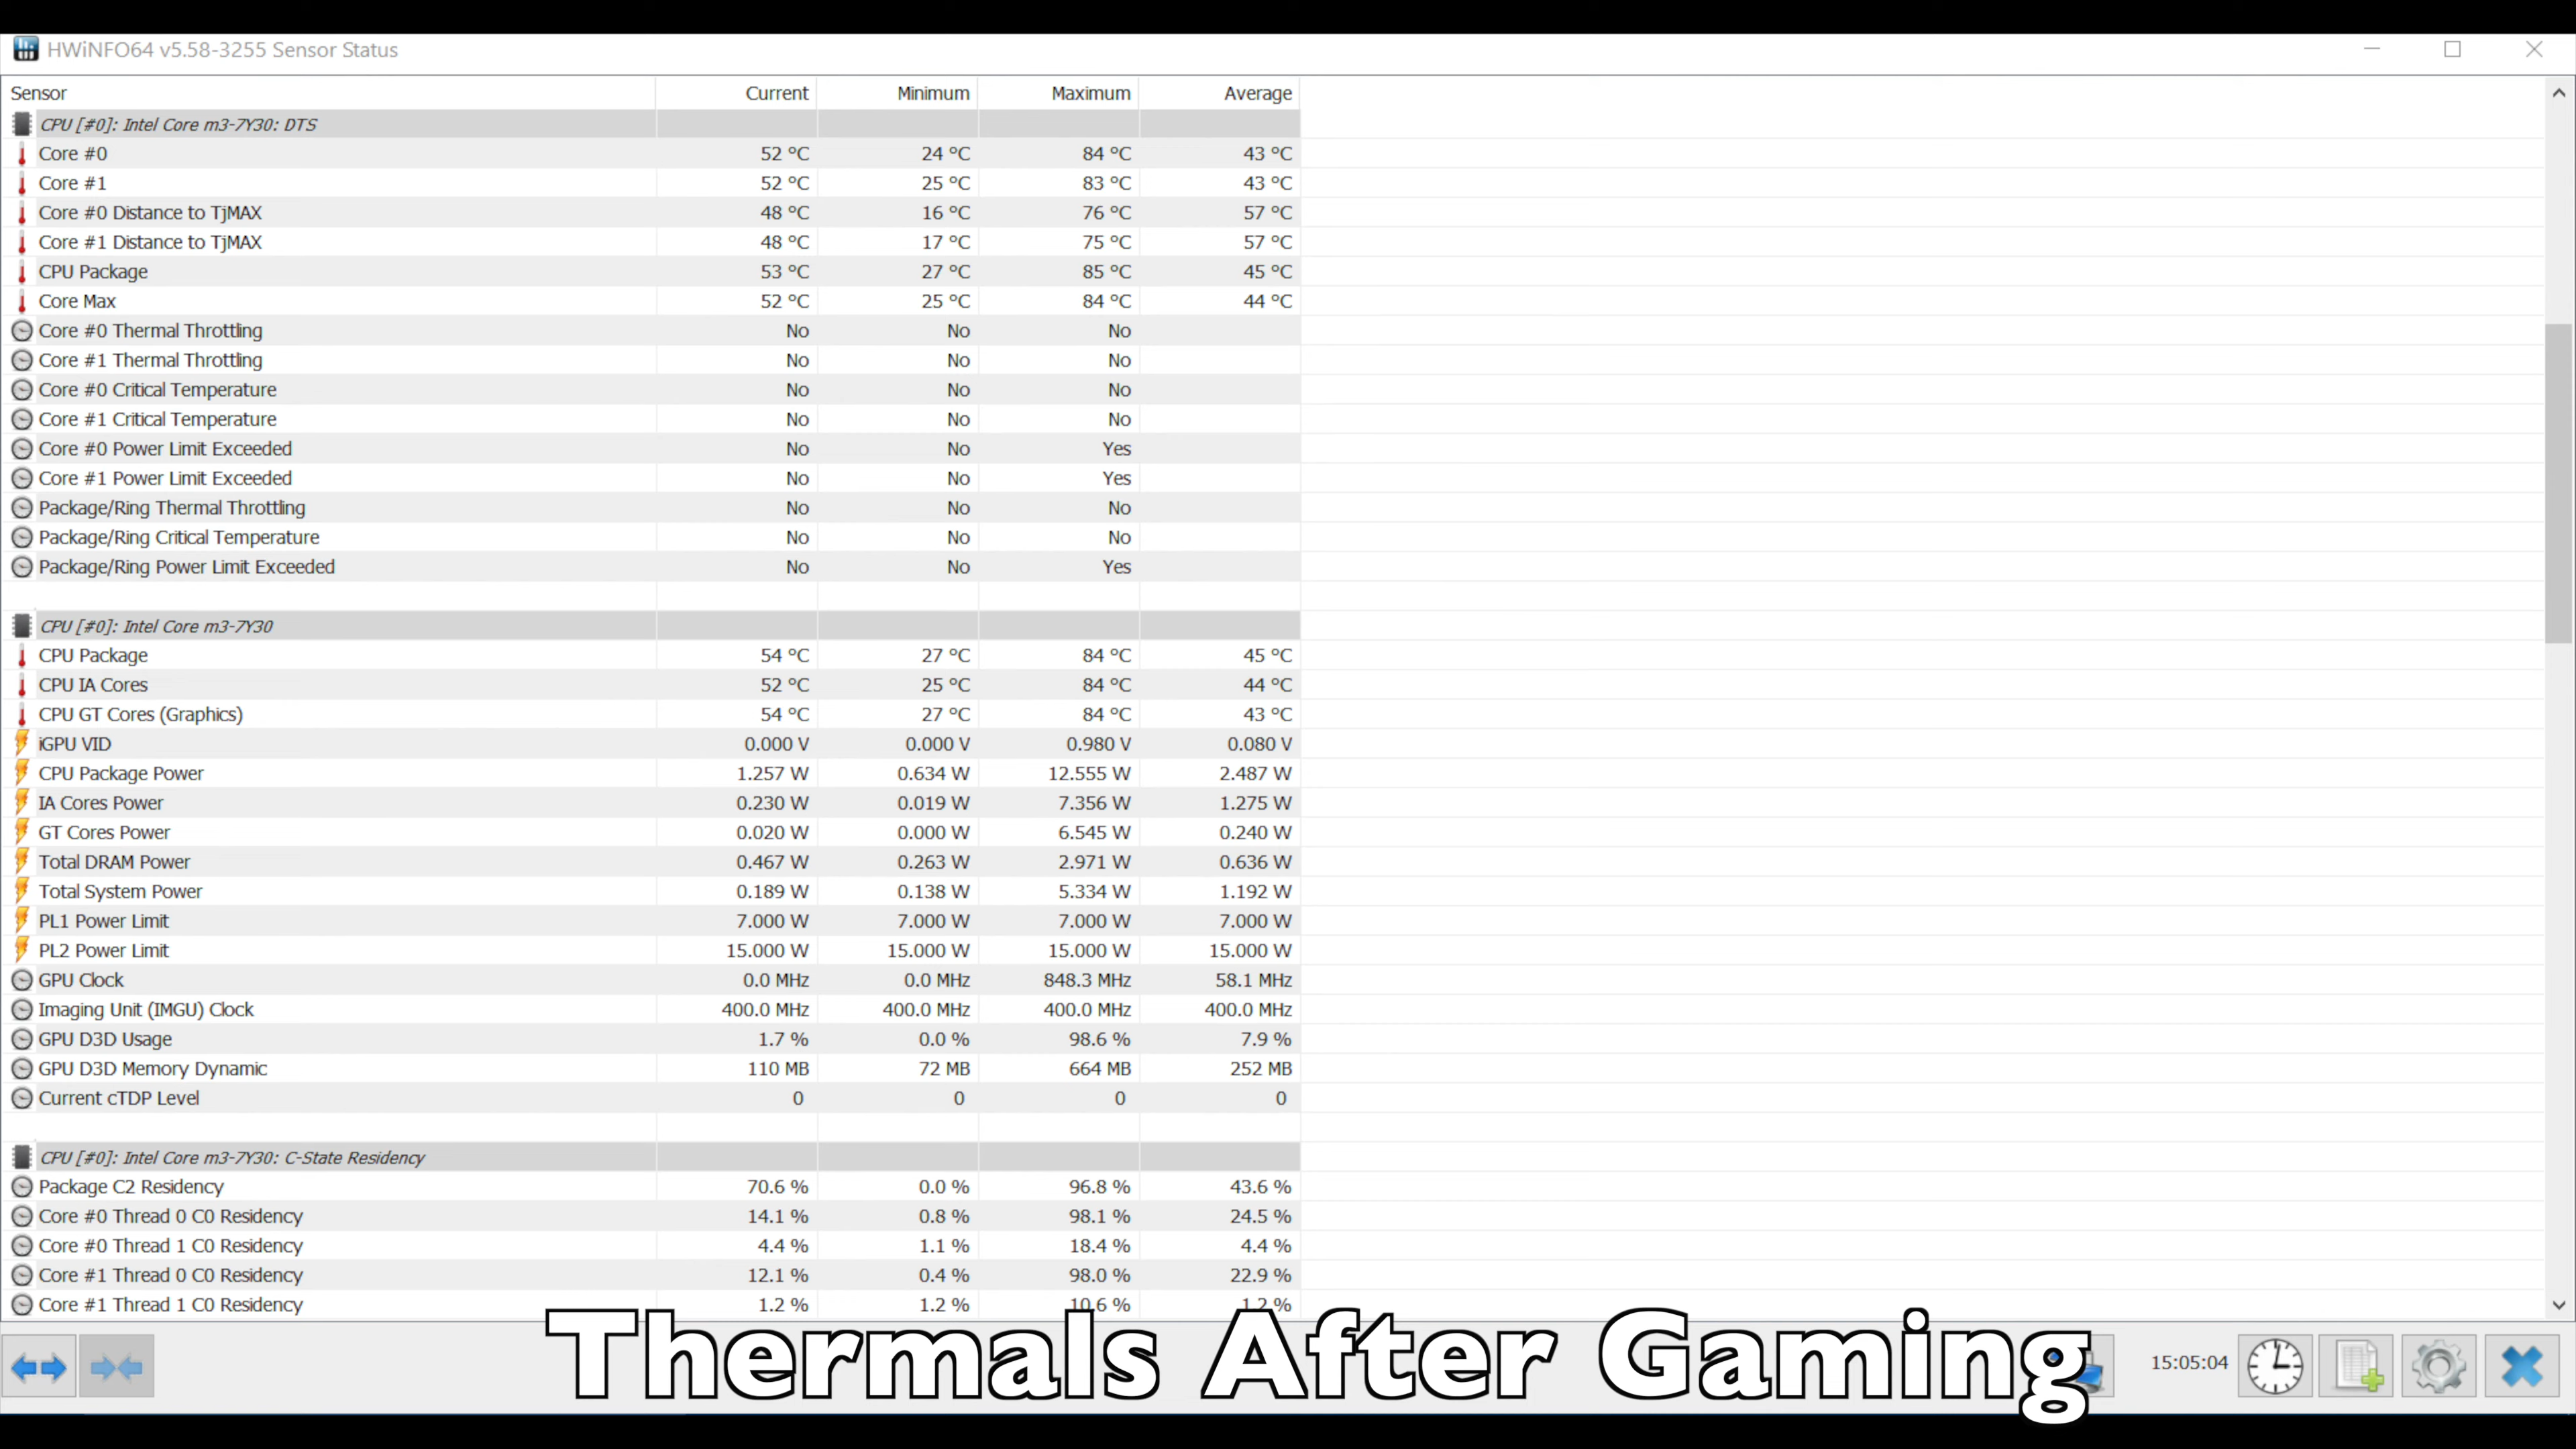 HWiNFO64 v5.58-3255 Sensor Status
Sensor Current Minimum Maximum Average
CPU [#0]: Intel Core m3-7Y30: DTS
Core #0 52 °C 24 °C 84 °C 43 °C
Core #1 52 °C 25 °C 83 °C 43 °C
Core #0 Distance to TjMAX 48 °C 16 °C 76 °C 57 °C
Core #1 Distance to TjMAX 48 °C 17 °C 75 °C 57 °C
CPU Package 53 °C 27 °C 85 °C 45 °C
Core Max 52 °C 25 °C 84 °C 44 °C
Core #0 Thermal Throttling No No No
Core #1 Thermal Throttling No No No
Core #0 Critical Temperature No No No
Core #1 Critical Temperature No No No
Core #0 Power Limit Exceeded No No Yes
Core #1 Power Limit Exceeded No No Yes
Package/Ring Thermal Throttling No No No
Package/Ring Critical Temperature No No No
Package/Ring Power Limit Exceeded No No Yes
CPU [#0]: Intel Core m3-7Y30
CPU Package 54 °C 27 °C 84 °C 45 °C
CPU IA Cores 52 °C 25 °C 84 °C 44 °C
CPU GT Cores (Graphics) 54 °C 27 °C 84 °C 43 °C
iGPU VID 0.000 V 0.000 V 0.980 V 0.080 V
CPU Package Power 1.257 W 0.634 W 12.555 W 2.487 W
IA Cores Power 0.230 W 0.019 W 7.356 W 1.275 W
GT Cores Power 0.020 W 0.000 W 6.545 W 0.240 W
Total DRAM Power 0.467 W 0.263 W 2.971 W 0.636 W
Total System Power 0.189 W 0.138 W 5.334 W 1.192 W
PL1 Power Limit 7.000 W 7.000 W 7.000 W 7.000 W
PL2 Power Limit 15.000 W 15.000 W 15.000 W 15.000 W
GPU Clock 0.0 MHz 0.0 MHz 848.3 MHz 58.1 MHz
Imaging Unit (IMGU) Clock 400.0 MHz 400.0 MHz 400.0 MHz 400.0 MHz
GPU D3D Usage 1.7 % 0.0 % 98.6 % 7.9 %
GPU D3D Memory Dynamic 110 MB 72 MB 664 MB 252 MB
Current cTDP Level 0 0 0 0
CPU [#0]: Intel Core m3-7Y30: C-State Residency
Package C2 Residency 70.6 % 0.0 % 96.8 % 43.6 %
Core #0 Thread 0 C0 Residency 14.1 % 0.8 % 98.1 % 24.5 %
Core #0 Thread 1 C0 Residency 4.4 % 1.1 % 18.4 % 4.4 %
Core #1 Thread 0 C0 Residency 12.1 % 0.4 % 98.0 % 22.9 %
Core #1 Thread 1 C0 Residency 1.2 % 1.2 % 10.6 % 1.2 %
Thermals After Gaming
15:05:04